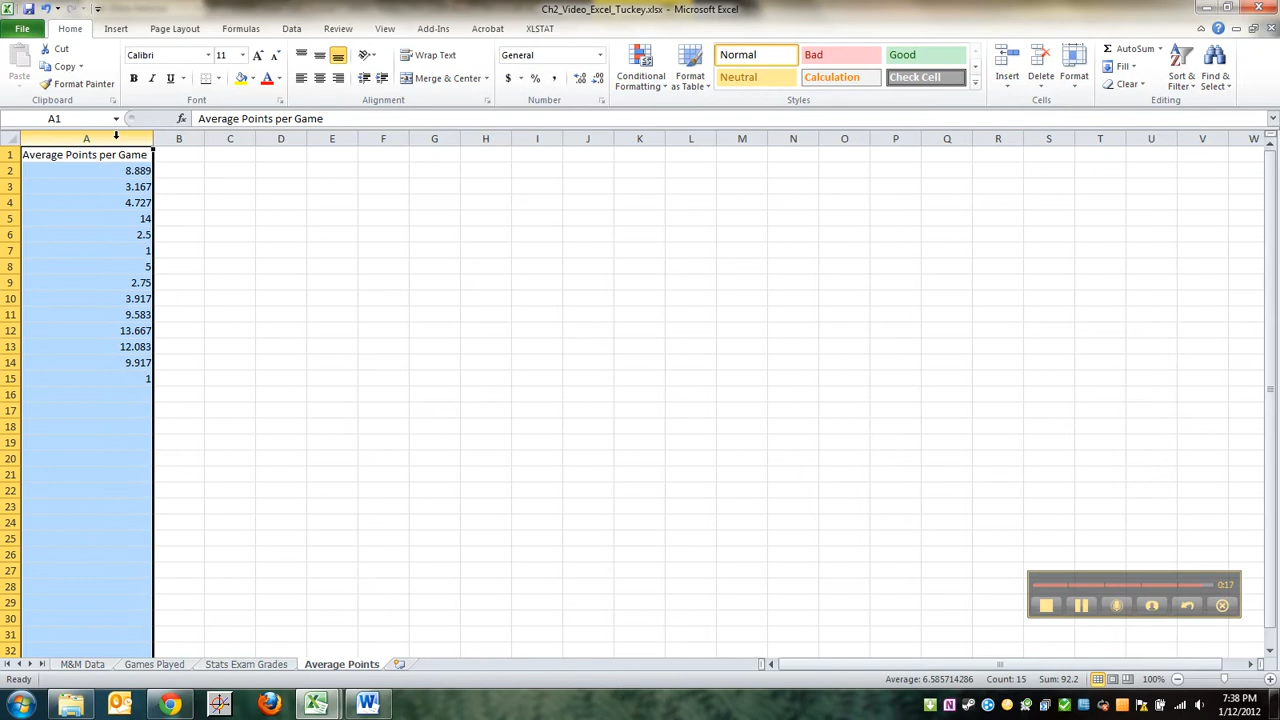 Ch2_Video_Excel_Tuckey.xlsx - Microsoft Excel
File Home Insert Page Layout Formulas Data Review View Add-Ins Acrobat XLSTAT
Paste Cut Copy Format Painter Clipboard
Calibri 11 Font
Wrap Text Merge & Center Alignment
General Number
Conditional Formatting Format as Table Normal Bad Good Neutral Calculation Check Cell Styles
Insert Delete Format Cells
AutoSum Fill Clear Sort & Filter Find & Select Editing
A1 fx Average Points per Game
A B C D E F G H I J K L M N O P Q R S T U V W
1 Average Points per Game
2 8.889
3 3.167
4 4.727
5 14
6 2.5
7 1
8 5
9 2.75
10 3.917
11 9.583
12 13.667
13 12.083
14 9.917
15 1
16
17
18
19
20
21
22
23
24
25
26
27
28
29
30
31
32
0:17
M&M Data Games Played Stats Exam Grades Average Points
Ready Average: 6.585714286 Count: 15 Sum: 92.2 100%
7:38 PM
1/12/2012